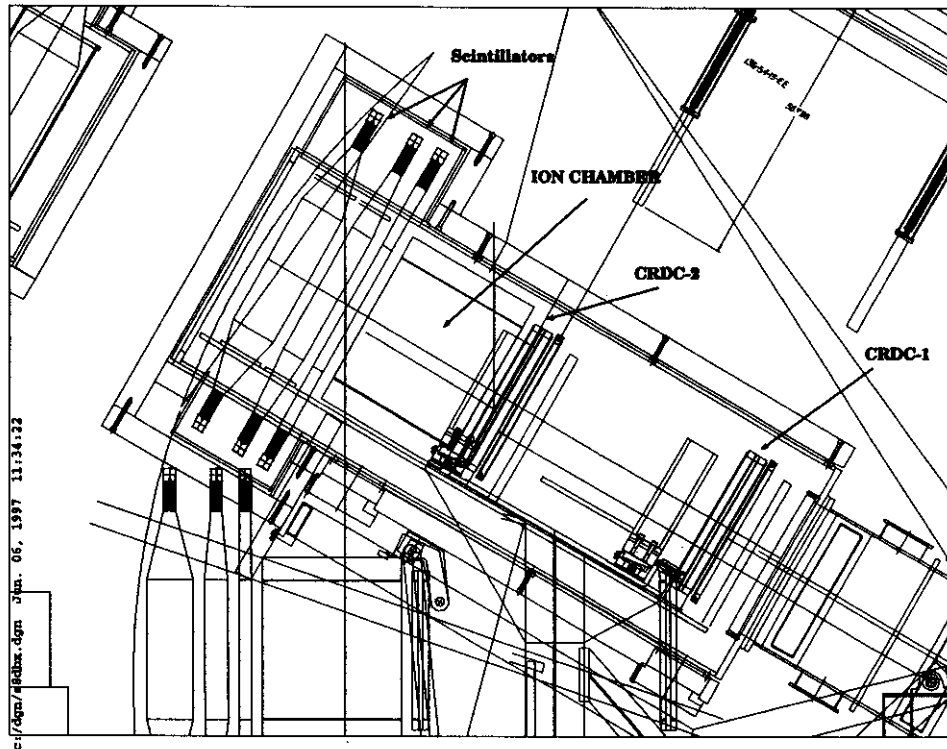 Scintillators
ION CHAMBER
CRDC-2
CRDC-1
Jun. 06, 1997 11:34:22